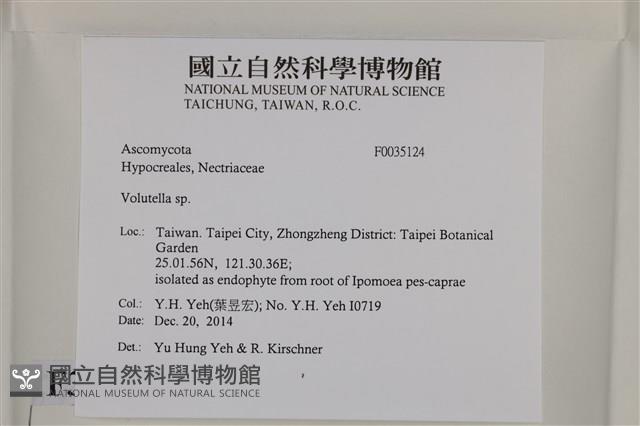 國立自然科學博物館
NATIONAL MUSEUM OF NATURAL SCIENCE
TAICHUNG, TAIWAN, R.O.C.
Ascomycota F0035124
Hypocreales, Nectriaceae
Volutella sp.
Loc.: Taiwan. Taipei City, Zhongzheng District: Taipei Botanical
Garden
25.01.56N, 121.30.36E;
isolated as endophyte from root of Ipomoea pes-caprae
Col.: Y.H. Yeh(葉昱宏); No. Y.H. Yeh I0719
Date: Dec. 20, 2014
Det.: Yu Hung Yeh & R. Kirschner
國立自然科學博物館
NATIONAL MUSEUM OF NATURAL SCIENCE